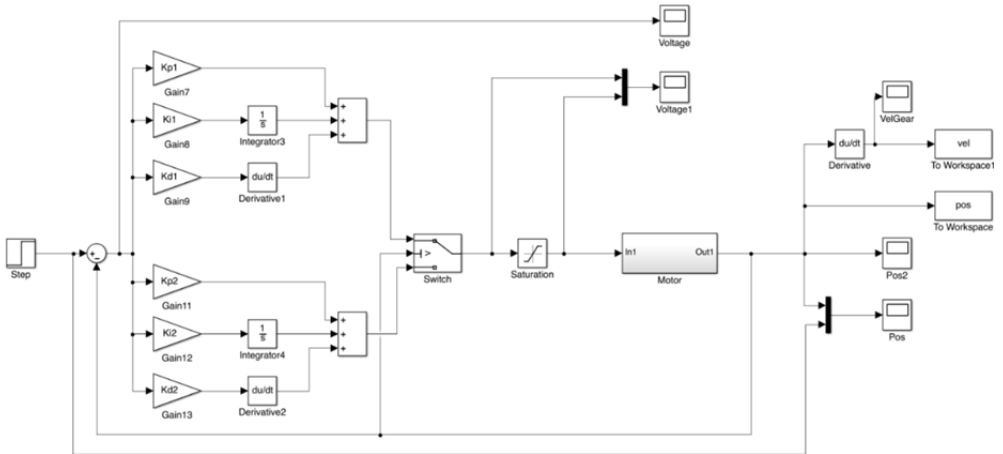 Voltage
Kp1
Gain7
Voltage1
Ki1
1/s
Gain8
Integrator3
VelGear
Kd1
du/dt
Gain9
Derivative1
du/dt
Derivative
vel
To Workspace1
pos
To Workspace
Step
Switch
Saturation
In1 Out1
Motor
Pos2
Kp2
Gain11
Ki2
1/s
Gain12
Integrator4
Pos
Kd2
du/dt
Gain13
Derivative2